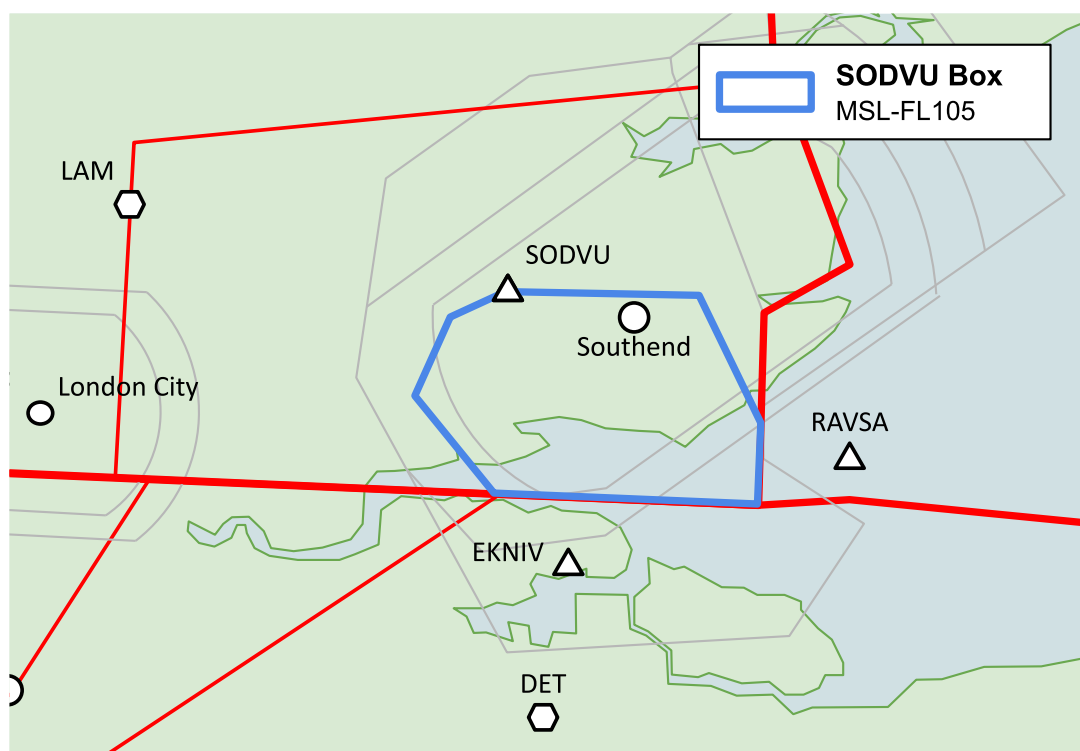 SODVU Box
MSL-FL105
LAM
SODVU
Southend
London City
RAVSA
EKNIV
DET